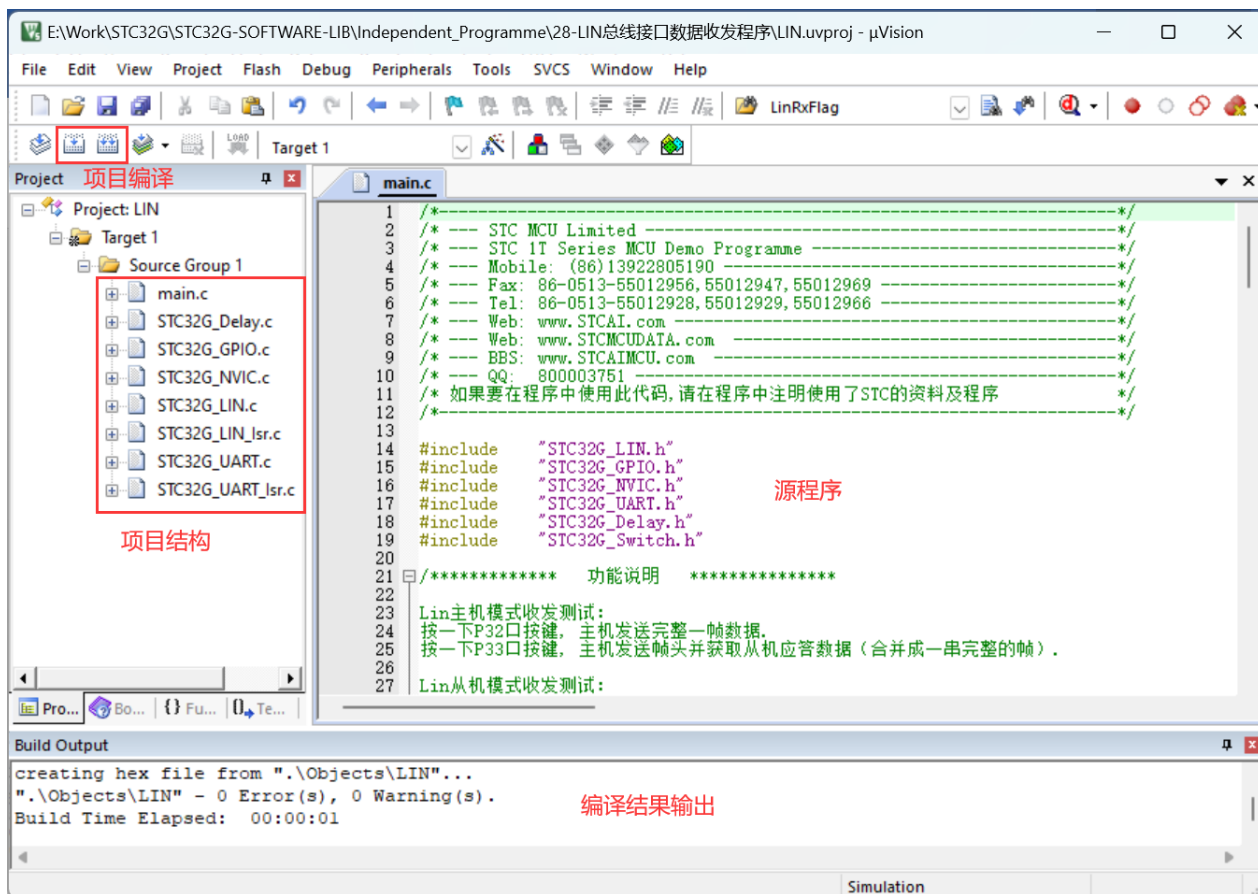 E:\Work\STC32G\STC32G-SOFTWARE-LIB\Independent_Programme\28-LIN总线接口数据收发程序\LIN.uvproj - µVision
File Edit View Project Flash Debug Peripherals Tools SVCS Window Help
LinRxFlag
LOAD Target 1
Project 项目编译
main.c
Project: LIN
Target 1
Source Group 1
main.c
STC32G_Delay.c
STC32G_GPIO.c
STC32G_NVIC.c
STC32G_LIN.c
STC32G_LIN_Isr.c
STC32G_UART.c
STC32G_UART_Isr.c
项目结构
1 /*---------------------------------------------------------------------*/
2 /* --- STC MCU Limited ------------------------------------------------*/
3 /* --- STC 1T Series MCU Demo Programme -------------------------------*/
4 /* --- Mobile: (86)13922805190 ----------------------------------------*/
5 /* --- Fax: 86-0513-55012956,55012947,55012969 ------------------------*/
6 /* --- Tel: 86-0513-55012928,55012929,55012966 ------------------------*/
7 /* --- Web: www.STCAI.com ---------------------------------------------*/
8 /* --- Web: www.STCMCUDATA.com  ---------------------------------------*/
9 /* --- BBS: www.STCAIMCU.com  -----------------------------------------*/
10 /* --- QQ:  800003751 -------------------------------------------------*/
11 /* 如果要在程序中使用此代码,请在程序中注明使用了STC的资料及程序            */
12 /*---------------------------------------------------------------------*/
13
14 #include "STC32G_LIN.h"
15 #include "STC32G_GPIO.h"
16 #include "STC32G_NVIC.h"
17 #include "STC32G_UART.h"
18 #include "STC32G_Delay.h"
19 #include "STC32G_Switch.h"
源程序
20
21 /************* 功能说明 ***************
22
23 Lin主机模式收发测试:
24 按一下P32口按键, 主机发送完整一帧数据.
25 按一下P33口按键, 主机发送帧头并获取从机应答数据（合并成一串完整的帧）.
26
27 Lin从机模式收发测试:
Pro... Bo... {} Fu... 0 Te...
Build Output
creating hex file from ".\Objects\LIN"...
".\Objects\LIN" - 0 Error(s), 0 Warning(s).
Build Time Elapsed:  00:00:01
编译结果输出
Simulation